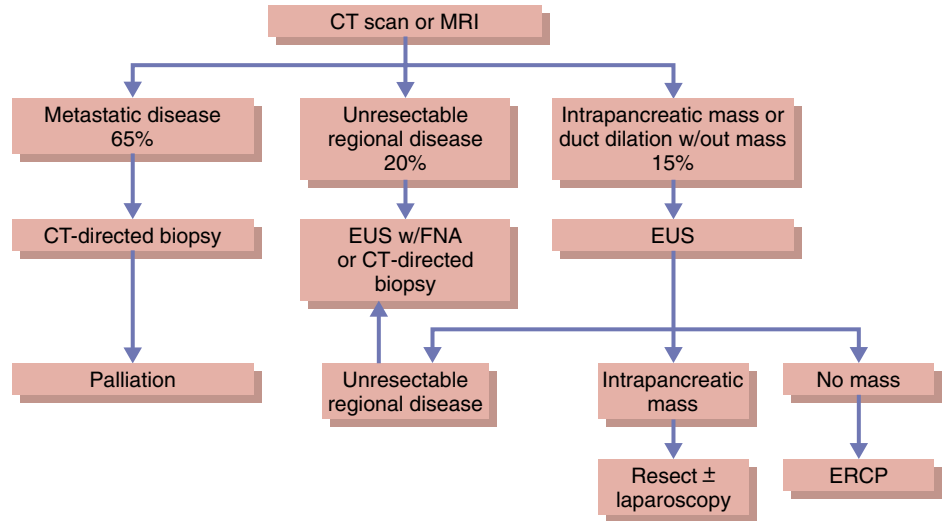 CT scan or MRI
Metastatic disease
65%
Unresectable
regional disease
20%
Intrapancreatic mass or
duct dilation w/out mass
15%
CT-directed biopsy
EUS w/FNA
or CT-directed
biopsy
EUS
Palliation
Unresectable
regional disease
Intrapancreatic
mass
No mass
Resect ±
laparoscopy
ERCP